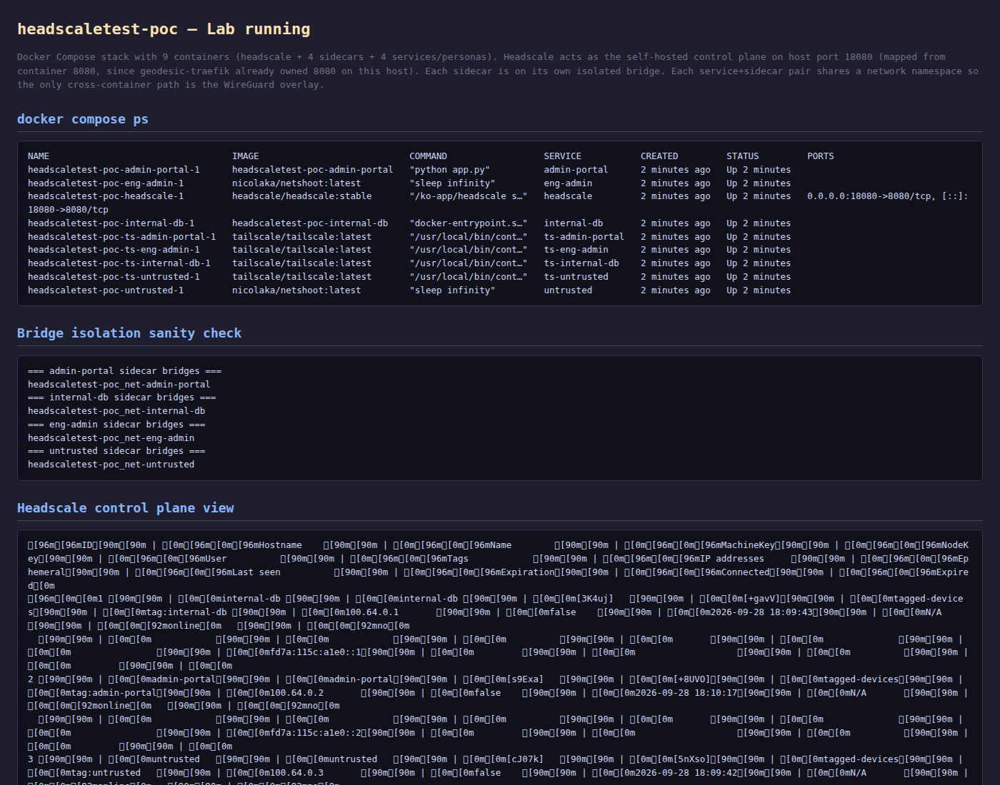 headscaletest-poc — Lab running
Docker Compose stack with 9 containers (headscale + 4 sidecars + 4 services/personas). Headscale acts as the self-hosted control plane on host port 18080 (mapped from
container 8080, since geodesic-traefik already owned 8080 on this host). Each sidecar is on its own isolated bridge. Each service+sidecar pair shares a network namespace so
the only cross-container path is the WireGuard overlay.
docker compose ps
NAME                                  IMAGE                            COMMAND                  SERVICE           CREATED         STATUS         PORTS
headscaletest-poc-admin-portal-1      headscaletest-poc-admin-portal   "python app.py"          admin-portal      2 minutes ago   Up 2 minutes
headscaletest-poc-eng-admin-1         nicolaka/netshoot:latest         "sleep infinity"         eng-admin         2 minutes ago   Up 2 minutes
headscaletest-poc-headscale-1         headscale/headscale:stable       "/ko-app/headscale s…"   headscale         2 minutes ago   Up 2 minutes   0.0.0.0:18080->8080/tcp, [::]:
18080->8080/tcp
headscaletest-poc-internal-db-1       headscaletest-poc-internal-db    "docker-entrypoint.s…"   internal-db       2 minutes ago   Up 2 minutes
headscaletest-poc-ts-admin-portal-1   tailscale/tailscale:latest       "/usr/local/bin/cont…"   ts-admin-portal   2 minutes ago   Up 2 minutes
headscaletest-poc-ts-eng-admin-1      tailscale/tailscale:latest       "/usr/local/bin/cont…"   ts-eng-admin      2 minutes ago   Up 2 minutes
headscaletest-poc-ts-internal-db-1    tailscale/tailscale:latest       "/usr/local/bin/cont…"   ts-internal-db    2 minutes ago   Up 2 minutes
headscaletest-poc-ts-untrusted-1      tailscale/tailscale:latest       "/usr/local/bin/cont…"   ts-untrusted      2 minutes ago   Up 2 minutes
headscaletest-poc-untrusted-1         nicolaka/netshoot:latest         "sleep infinity"         untrusted         2 minutes ago   Up 2 minutes
Bridge isolation sanity check
=== admin-portal sidecar bridges ===
headscaletest-poc_net-admin-portal
=== internal-db sidecar bridges ===
headscaletest-poc_net-internal-db
=== eng-admin sidecar bridges ===
headscaletest-poc_net-eng-admin
=== untrusted sidecar bridges ===
headscaletest-poc_net-untrusted
Headscale control plane view
□[96m□[96mID□[90m□[90m | □[0m□[96m□[0m□[96mHostname    □[90m□[90m | □[0m□[96m□[0m□[96mName        □[90m□[90m | □[0m□[96m□[0m□[96mMachineKey□[90m□[90m | □[0m□[96m□[0m□[96mNodeK
ey□[90m□[90m | □[0m□[96m□[0m□[96mUser          □[90m□[90m | □[0m□[96m□[0m□[96mTags            □[90m□[90m | □[0m□[96m□[0m□[96mIP addresses     □[90m□[90m | □[0m□[96m□[0m□[96mEp
hemeral□[90m□[90m | □[0m□[96m□[0m□[96mLast seen          □[90m□[90m | □[0m□[96m□[0m□[96mExpiration□[90m□[90m | □[0m□[96m□[0m□[96mConnected□[90m□[90m | □[0m□[96m□[0m□[96mExpire
d□[0m
□[96m□[0m□[0m1 □[90m□[90m | □[0m□[0minternal-db □[90m□[90m | □[0m□[0minternal-db □[90m□[90m | □[0m□[0m[3K4uj]   □[90m□[90m | □[0m□[0m[+gavV]□[90m□[90m | □[0m□[0mtagged-device
s□[90m□[90m | □[0m□[0mtag:internal-db □[90m□[90m | □[0m□[0m100.64.0.1       □[90m□[90m | □[0m□[0mfalse    □[90m□[90m | □[0m□[0m2026-09-28 18:09:43□[90m□[90m | □[0m□[0mN/A
□[90m□[90m | □[0m□[0m□[92monline□[0m   □[90m□[90m | □[0m□[0m□[92mno□[0m
□[90m□[90m | □[0m□[0m            □[90m□[90m | □[0m□[0m            □[90m□[90m | □[0m□[0m          □[90m□[90m | □[0m□[0m       □[90m□[90m | □[0m□[0m              □[90m□[90m |
□[0m□[0m                □[90m□[90m | □[0m□[0mfd7a:115c:a1e0::1□[90m□[90m | □[0m□[0m         □[90m□[90m | □[0m□[0m                   □[90m□[90m | □[0m□[0m          □[90m□[90m |
□[0m□[0m         □[90m□[90m | □[0m□[0m
2 □[90m□[90m | □[0m□[0madmin-portal□[90m□[90m | □[0m□[0madmin-portal□[90m□[90m | □[0m□[0m[s9Exa]   □[90m□[90m | □[0m□[0m[+8UVO]□[90m□[90m | □[0m□[0mtagged-devices□[90m□[90m |
□[0m□[0mtag:admin-portal□[90m□[90m | □[0m□[0m100.64.0.2       □[90m□[90m | □[0m□[0mfalse    □[90m□[90m | □[0m□[0m2026-09-28 18:10:17□[90m□[90m | □[0m□[0mN/A       □[90m□[90m |
□[0m□[0m□[92monline□[0m   □[90m□[90m | □[0m□[0m□[92mno□[0m
□[90m□[90m | □[0m□[0m            □[90m□[90m | □[0m□[0m            □[90m□[90m | □[0m□[0m          □[90m□[90m | □[0m□[0m       □[90m□[90m | □[0m□[0m              □[90m□[90m |
□[0m□[0m                □[90m□[90m | □[0m□[0mfd7a:115c:a1e0::2□[90m□[90m | □[0m□[0m         □[90m□[90m | □[0m□[0m                   □[90m□[90m | □[0m□[0m          □[90m□[90m |
□[0m□[0m         □[90m□[90m | □[0m□[0m
3 □[90m□[90m | □[0m□[0muntrusted   □[90m□[90m | □[0m□[0muntrusted   □[90m□[90m | □[0m□[0m[cJ07k]   □[90m□[90m | □[0m□[0m[5nXso]□[90m□[90m | □[0m□[0mtagged-devices□[90m□[90m |
□[0m□[0mtag:untrusted   □[90m□[90m | □[0m□[0m100.64.0.3       □[90m□[90m | □[0m□[0mfalse    □[90m□[90m | □[0m□[0m2026-09-28 18:09:42□[90m□[90m | □[0m□[0mN/A       □[90m□[90m |